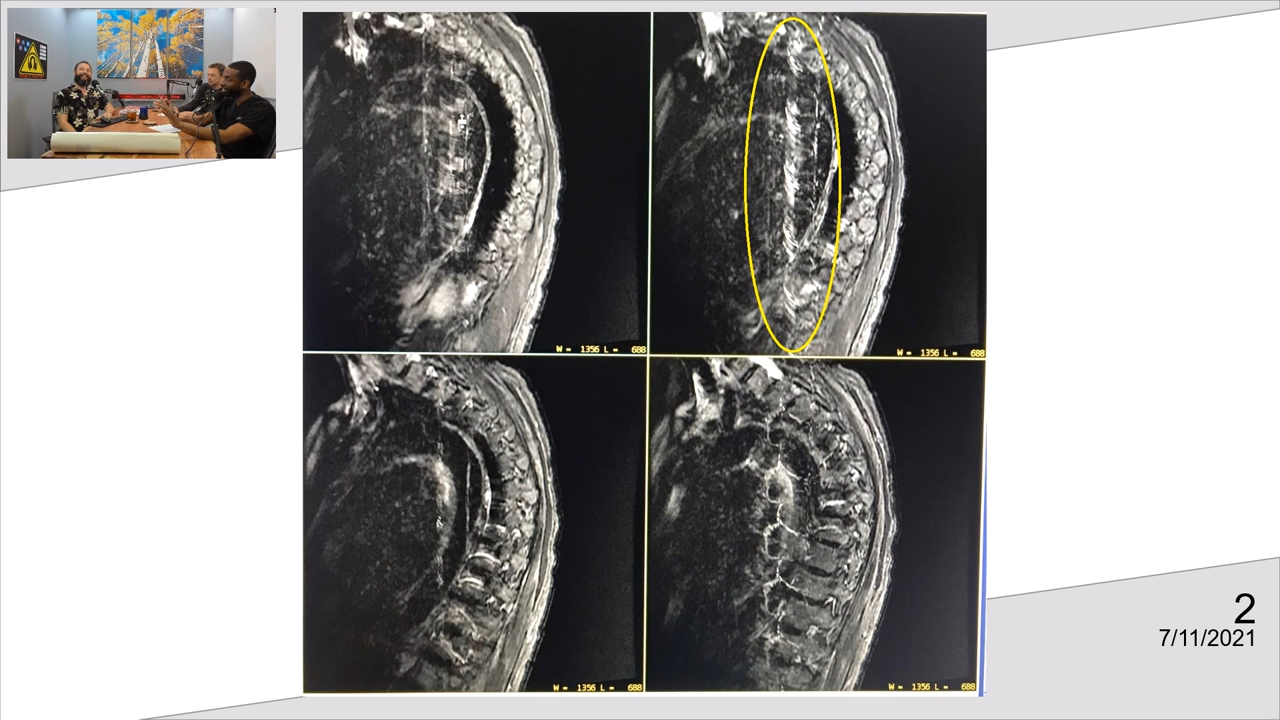 W = 1356 L = 688
W = 1356 L = 688
W = 1356 L = 688
W = 1356 L = 688
2
7/11/2021